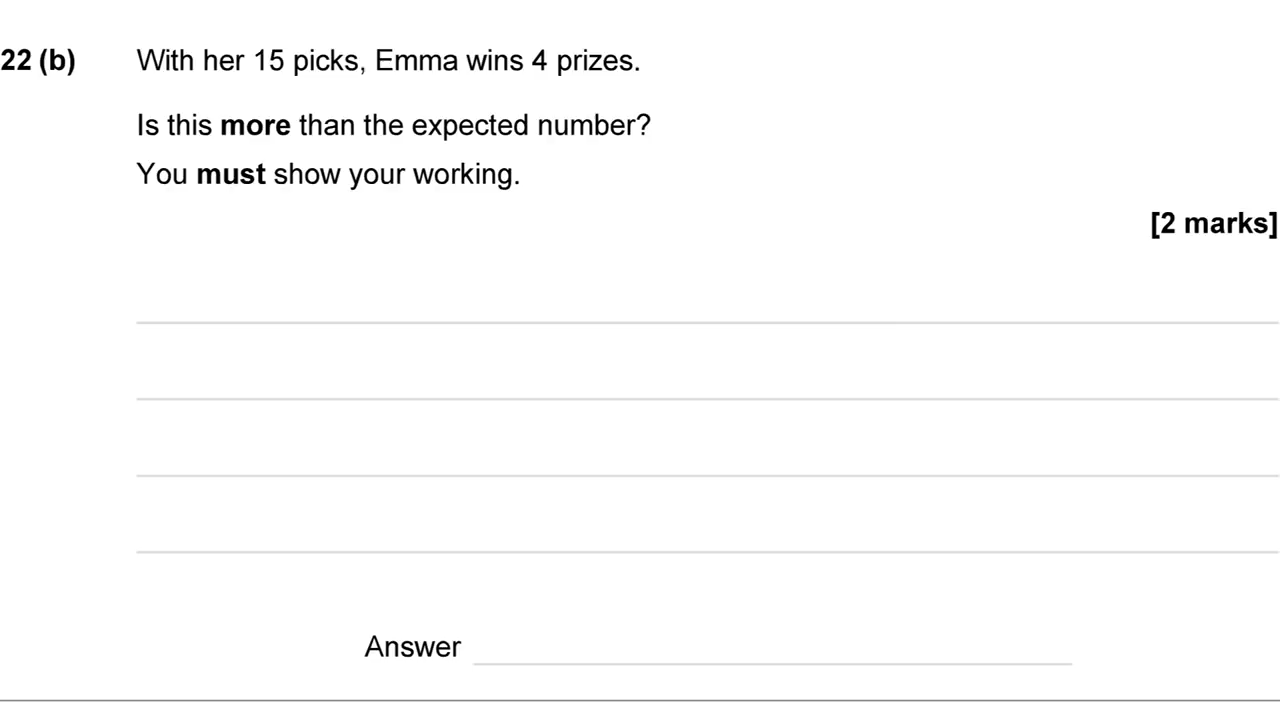 22 (b) With her 15 picks, Emma wins 4 prizes.
Is this more than the expected number?
You must show your working.
[2 marks]
Answer